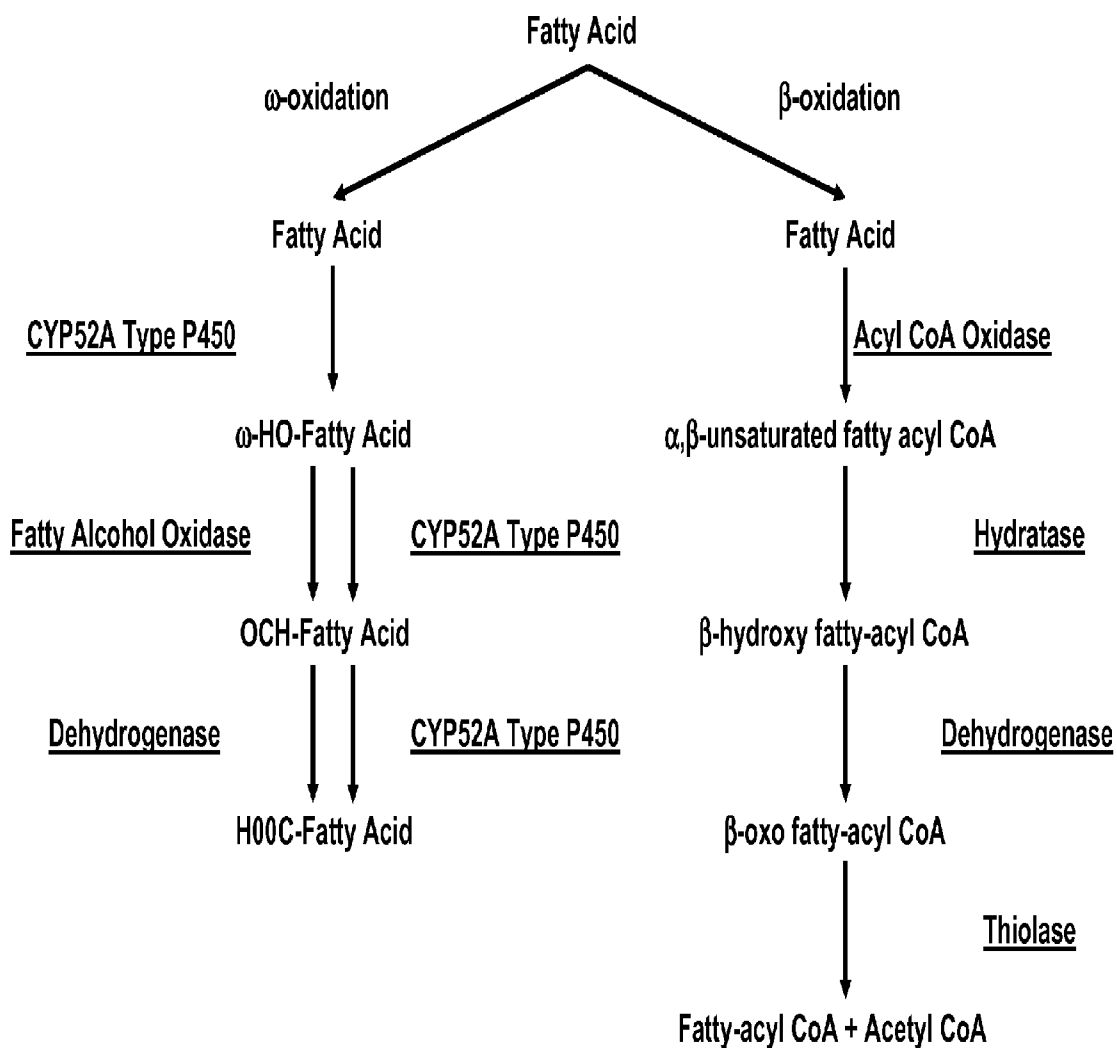 Fatty Acid
ω-oxidation
β-oxidation
Fatty Acid
Fatty Acid
CYP52A Type P450
Acyl CoA Oxidase
ω-HO-Fatty Acid
α,β-unsaturated fatty acyl CoA
Fatty Alcohol Oxidase
CYP52A Type P450
Hydratase
OCH-Fatty Acid
β-hydroxy fatty-acyl CoA
Dehydrogenase
CYP52A Type P450
Dehydrogenase
H00C-Fatty Acid
β-oxo fatty-acyl CoA
Thiolase
Fatty-acyl CoA + Acetyl CoA